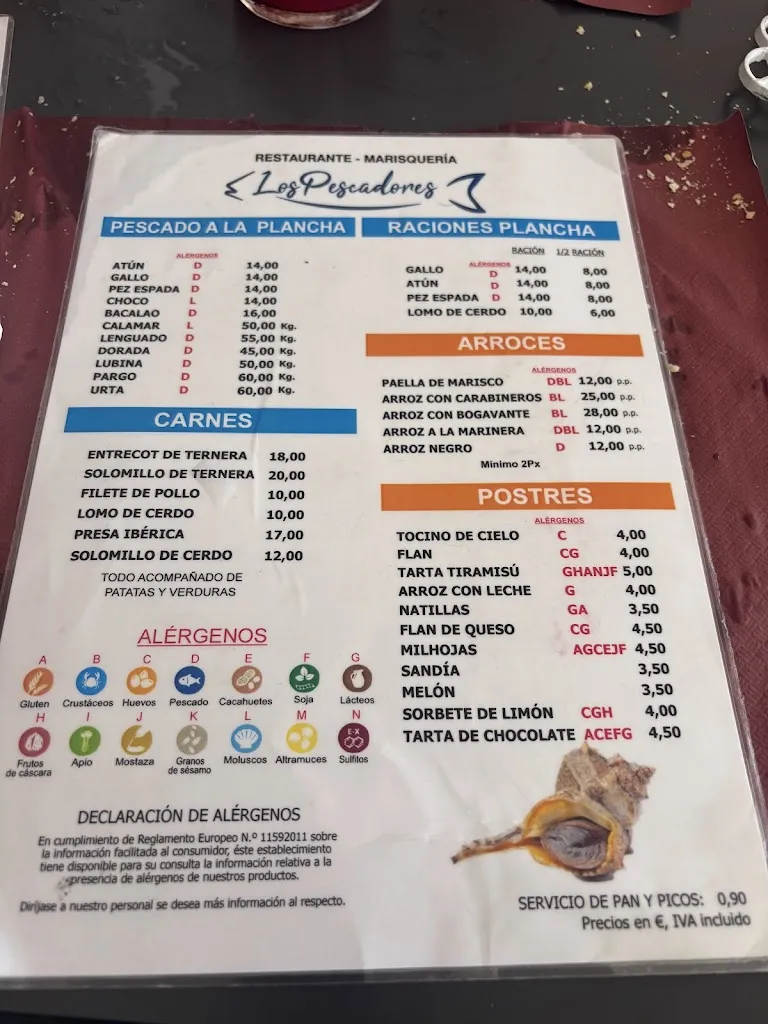 RESTAURANTE - MARISQUERÍA
Los Pescadores
PESCADO A LA PLANCHA
ALÉRGENOS
ATÚN D 14,00
GALLO D 14,00
PEZ ESPADA D 14,00
CHOCO L 14,00
BACALAO D 16,00
CALAMAR L 50,00 Kg.
LENGUADO D 55,00 Kg.
DORADA D 45,00 Kg.
LUBINA D 50,00 Kg.
PARGO D 60,00 Kg.
URTA D 60,00 Kg.
CARNES
ENTRECOT DE TERNERA 18,00
SOLOMILLO DE TERNERA 20,00
FILETE DE POLLO 10,00
LOMO DE CERDO 10,00
PRESA IBÉRICA 17,00
SOLOMILLO DE CERDO 12,00
TODO ACOMPAÑADO DE
PATATAS Y VERDURAS
RACIONES PLANCHA
RACIÓN 1/2 RACIÓN
ALÉRGENOS
GALLO D 14,00 8,00
ATÚN D 14,00 8,00
PEZ ESPADA D 14,00 8,00
LOMO DE CERDO 10,00 6,00
ARROCES
ALÉRGENOS
PAELLA DE MARISCO DBL 12,00 p.p.
ARROZ CON CARABINEROS BL 25,00 p.p.
ARROZ CON BOGAVANTE BL 28,00 p.p.
ARROZ A LA MARINERA DBL 12,00 p.p.
ARROZ NEGRO D 12,00 p.p.
Minimo 2Px
POSTRES
ALÉRGENOS
TOCINO DE CIELO C 4,00
FLAN CG 4,00
TARTA TIRAMISÚ GHANJF 5,00
ARROZ CON LECHE G 4,00
NATILLAS GA 3,50
FLAN DE QUESO CG 4,50
MILHOJAS AGCEJF 4,50
SANDÍA 3,50
MELÓN 3,50
SORBETE DE LIMÓN CGH 4,00
TARTA DE CHOCOLATE ACEFG 4,50
ALÉRGENOS
A B C D E F G
Gluten Crustáceos Huevos Pescado Cacahuetes Soja Lácteos
H I J K L M N
E-X
Frutos de cáscara Apio Mostaza Granos de sésamo Moluscos Altramuces Sulfitos
DECLARACIÓN DE ALÉRGENOS
En cumplimiento de Reglamento Europeo N.º 11592011 sobre
la información facilitada al consumidor, éste establecimiento
tiene disponible para su consulta la información relativa a la
presencia de alérgenos de nuestros productos.
Diríjase a nuestro personal se desea más información al respecto.
SERVICIO DE PAN Y PICOS: 0,90
Precios en €, IVA incluido